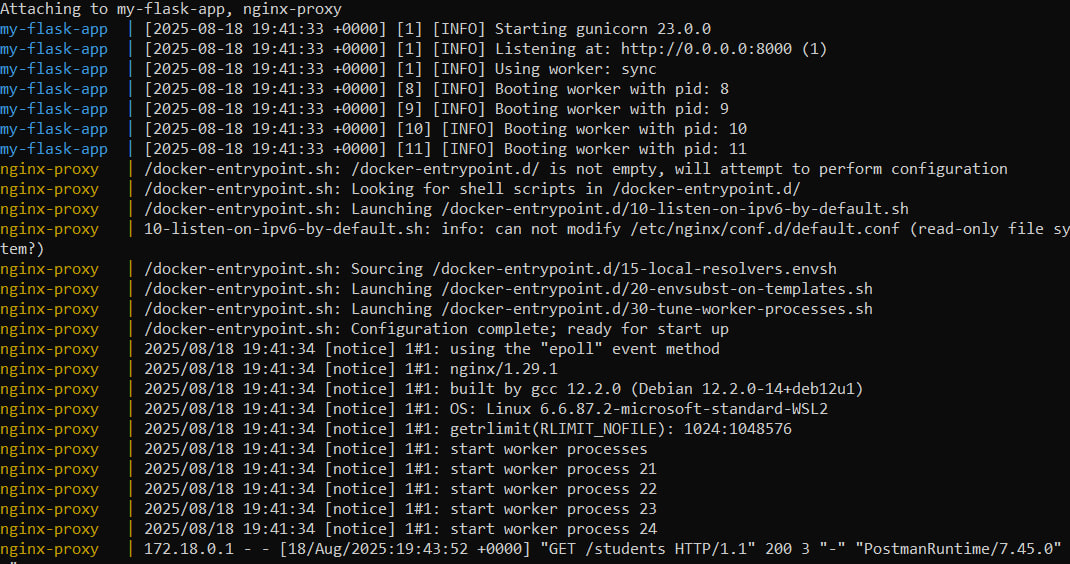 Attaching to my-flask-app, nginx-proxy
my-flask-app  | [2025-08-18 19:41:33 +0000] [1] [INFO] Starting gunicorn 23.0.0
my-flask-app  | [2025-08-18 19:41:33 +0000] [1] [INFO] Listening at: http://0.0.0.0:8000 (1)
my-flask-app  | [2025-08-18 19:41:33 +0000] [1] [INFO] Using worker: sync
my-flask-app  | [2025-08-18 19:41:33 +0000] [8] [INFO] Booting worker with pid: 8
my-flask-app  | [2025-08-18 19:41:33 +0000] [9] [INFO] Booting worker with pid: 9
my-flask-app  | [2025-08-18 19:41:33 +0000] [10] [INFO] Booting worker with pid: 10
my-flask-app  | [2025-08-18 19:41:33 +0000] [11] [INFO] Booting worker with pid: 11
nginx-proxy   | /docker-entrypoint.sh: /docker-entrypoint.d/ is not empty, will attempt to perform configuration
nginx-proxy   | /docker-entrypoint.sh: Looking for shell scripts in /docker-entrypoint.d/
nginx-proxy   | /docker-entrypoint.sh: Launching /docker-entrypoint.d/10-listen-on-ipv6-by-default.sh
nginx-proxy   | 10-listen-on-ipv6-by-default.sh: info: can not modify /etc/nginx/conf.d/default.conf (read-only file sy
tem?)
nginx-proxy   | /docker-entrypoint.sh: Sourcing /docker-entrypoint.d/15-local-resolvers.envsh
nginx-proxy   | /docker-entrypoint.sh: Launching /docker-entrypoint.d/20-envsubst-on-templates.sh
nginx-proxy   | /docker-entrypoint.sh: Launching /docker-entrypoint.d/30-tune-worker-processes.sh
nginx-proxy   | /docker-entrypoint.sh: Configuration complete; ready for start up
nginx-proxy   | 2025/08/18 19:41:34 [notice] 1#1: using the "epoll" event method
nginx-proxy   | 2025/08/18 19:41:34 [notice] 1#1: nginx/1.29.1
nginx-proxy   | 2025/08/18 19:41:34 [notice] 1#1: built by gcc 12.2.0 (Debian 12.2.0-14+deb12u1)
nginx-proxy   | 2025/08/18 19:41:34 [notice] 1#1: OS: Linux 6.6.87.2-microsoft-standard-WSL2
nginx-proxy   | 2025/08/18 19:41:34 [notice] 1#1: getrlimit(RLIMIT_NOFILE): 1024:1048576
nginx-proxy   | 2025/08/18 19:41:34 [notice] 1#1: start worker processes
nginx-proxy   | 2025/08/18 19:41:34 [notice] 1#1: start worker process 21
nginx-proxy   | 2025/08/18 19:41:34 [notice] 1#1: start worker process 22
nginx-proxy   | 2025/08/18 19:41:34 [notice] 1#1: start worker process 23
nginx-proxy   | 2025/08/18 19:41:34 [notice] 1#1: start worker process 24
nginx-proxy   | 172.18.0.1 - - [18/Aug/2025:19:43:52 +0000] "GET /students HTTP/1.1" 200 3 "-" "PostmanRuntime/7.45.0"